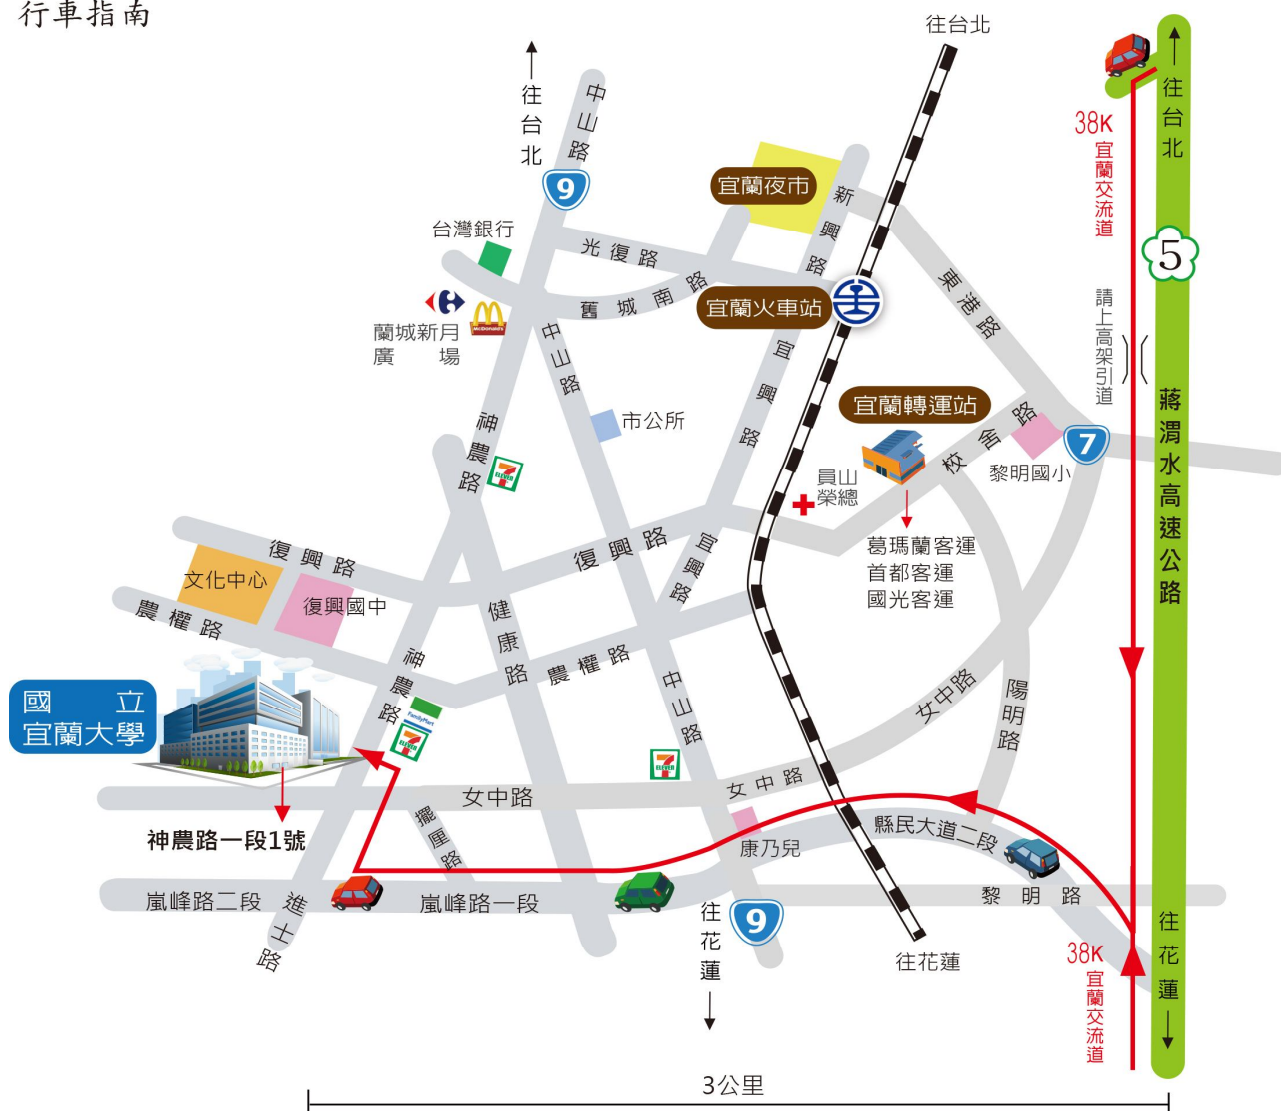 行車指南
往台北
往台北
中山路
9
宜蘭夜市
新興路
台灣銀行
光復路
舊城南路
宜蘭火車站
東港路
蘭城新月
廣場
McDonald's
中山路
市公所
宜興路
宜蘭轉運站
校舍路
黎明國小
7
員山
榮總
葛瑪蘭客運
首都客運
國光客運
38K
宜蘭交流道
往台北
5
請上高架引道
蔣渭水高速公路
神農路
7
ELEVEN
復興路
復興路
宜興路
文化中心
復興國中
農權路
健康路
農權路
神農路
中山路
女中路
陽明路
國立
宜蘭大學
FamilyMart
7
ELEVEN
7
ELEVEN
女中路
女中路
神農路一段1號
擺厘路
康乃兒
縣民大道二段
黎明路
嵐峰路二段
嵐峰路一段
進士路
往花蓮
9
往花蓮
38K
宜蘭交流道
往花蓮
3公里